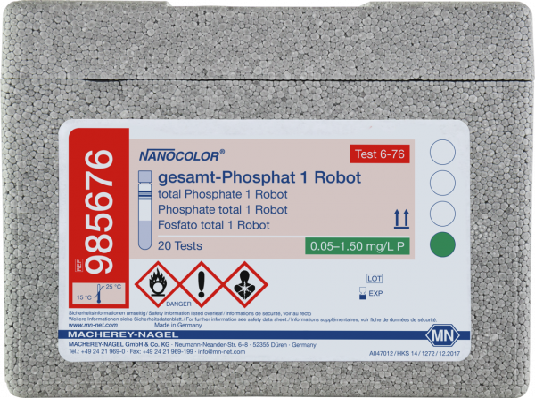 NANOCOLOR®
Test 6-76
REF
985676
gesamt-Phosphat 1 Robot
total Phosphate 1 Robot
Phosphate total 1 Robot
Fosfato total 1 Robot
20 Tests
0.05–1.50 mg/L P
25 °C
15 °C
DANGER
LOT
EXP
www.mn-net.com
Made in Germany
MACHEREY-NAGEL
MACHEREY-NAGEL GmbH & Co. KG · Neumann-Neander-Str. 6–8 · 52355 Düren · Germany
Tel.: +49 24 21 969-0 · Fax: +49 24 21 969-199 · info@mn-net.com
MN